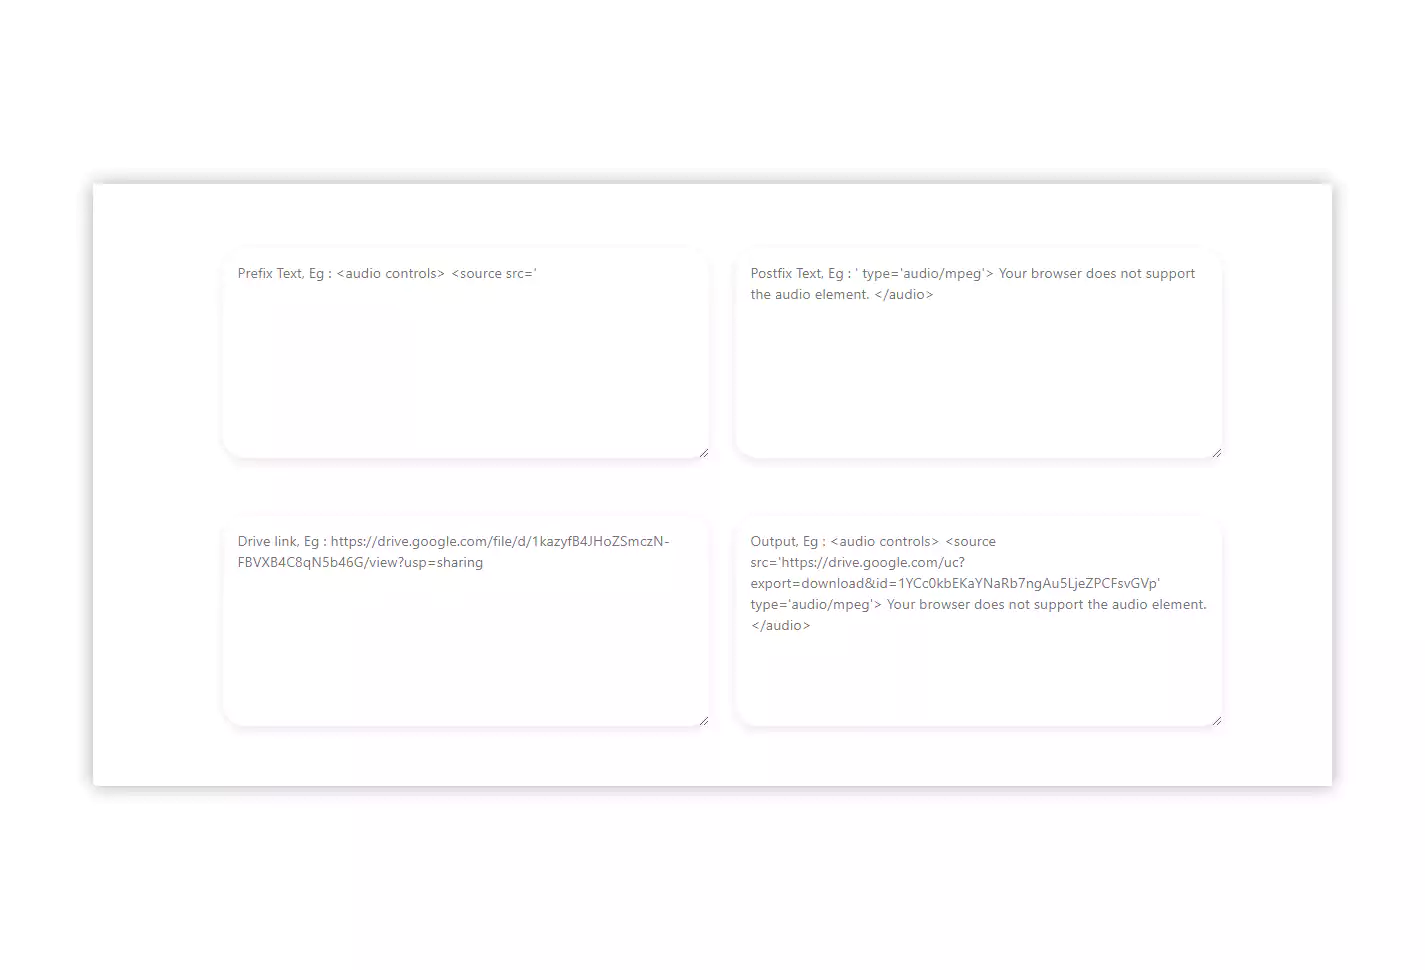 Prefix Text, Eg : <audio controls> <source src='
Postfix Text, Eg : ' type='audio/mpeg'> Your browser does not support
the audio element. </audio>
Drive link, Eg : https://drive.google.com/file/d/1kazyfB4JHoZSmczN-
FBVXB4C8qN5b46G/view?usp=sharing
Output, Eg : <audio controls> <source
src='https://drive.google.com/uc?
export=download&id=1YCc0kbEKaYNaRb7ngAu5LjeZPCFsvGVp'
type='audio/mpeg'> Your browser does not support the audio element.
</audio>